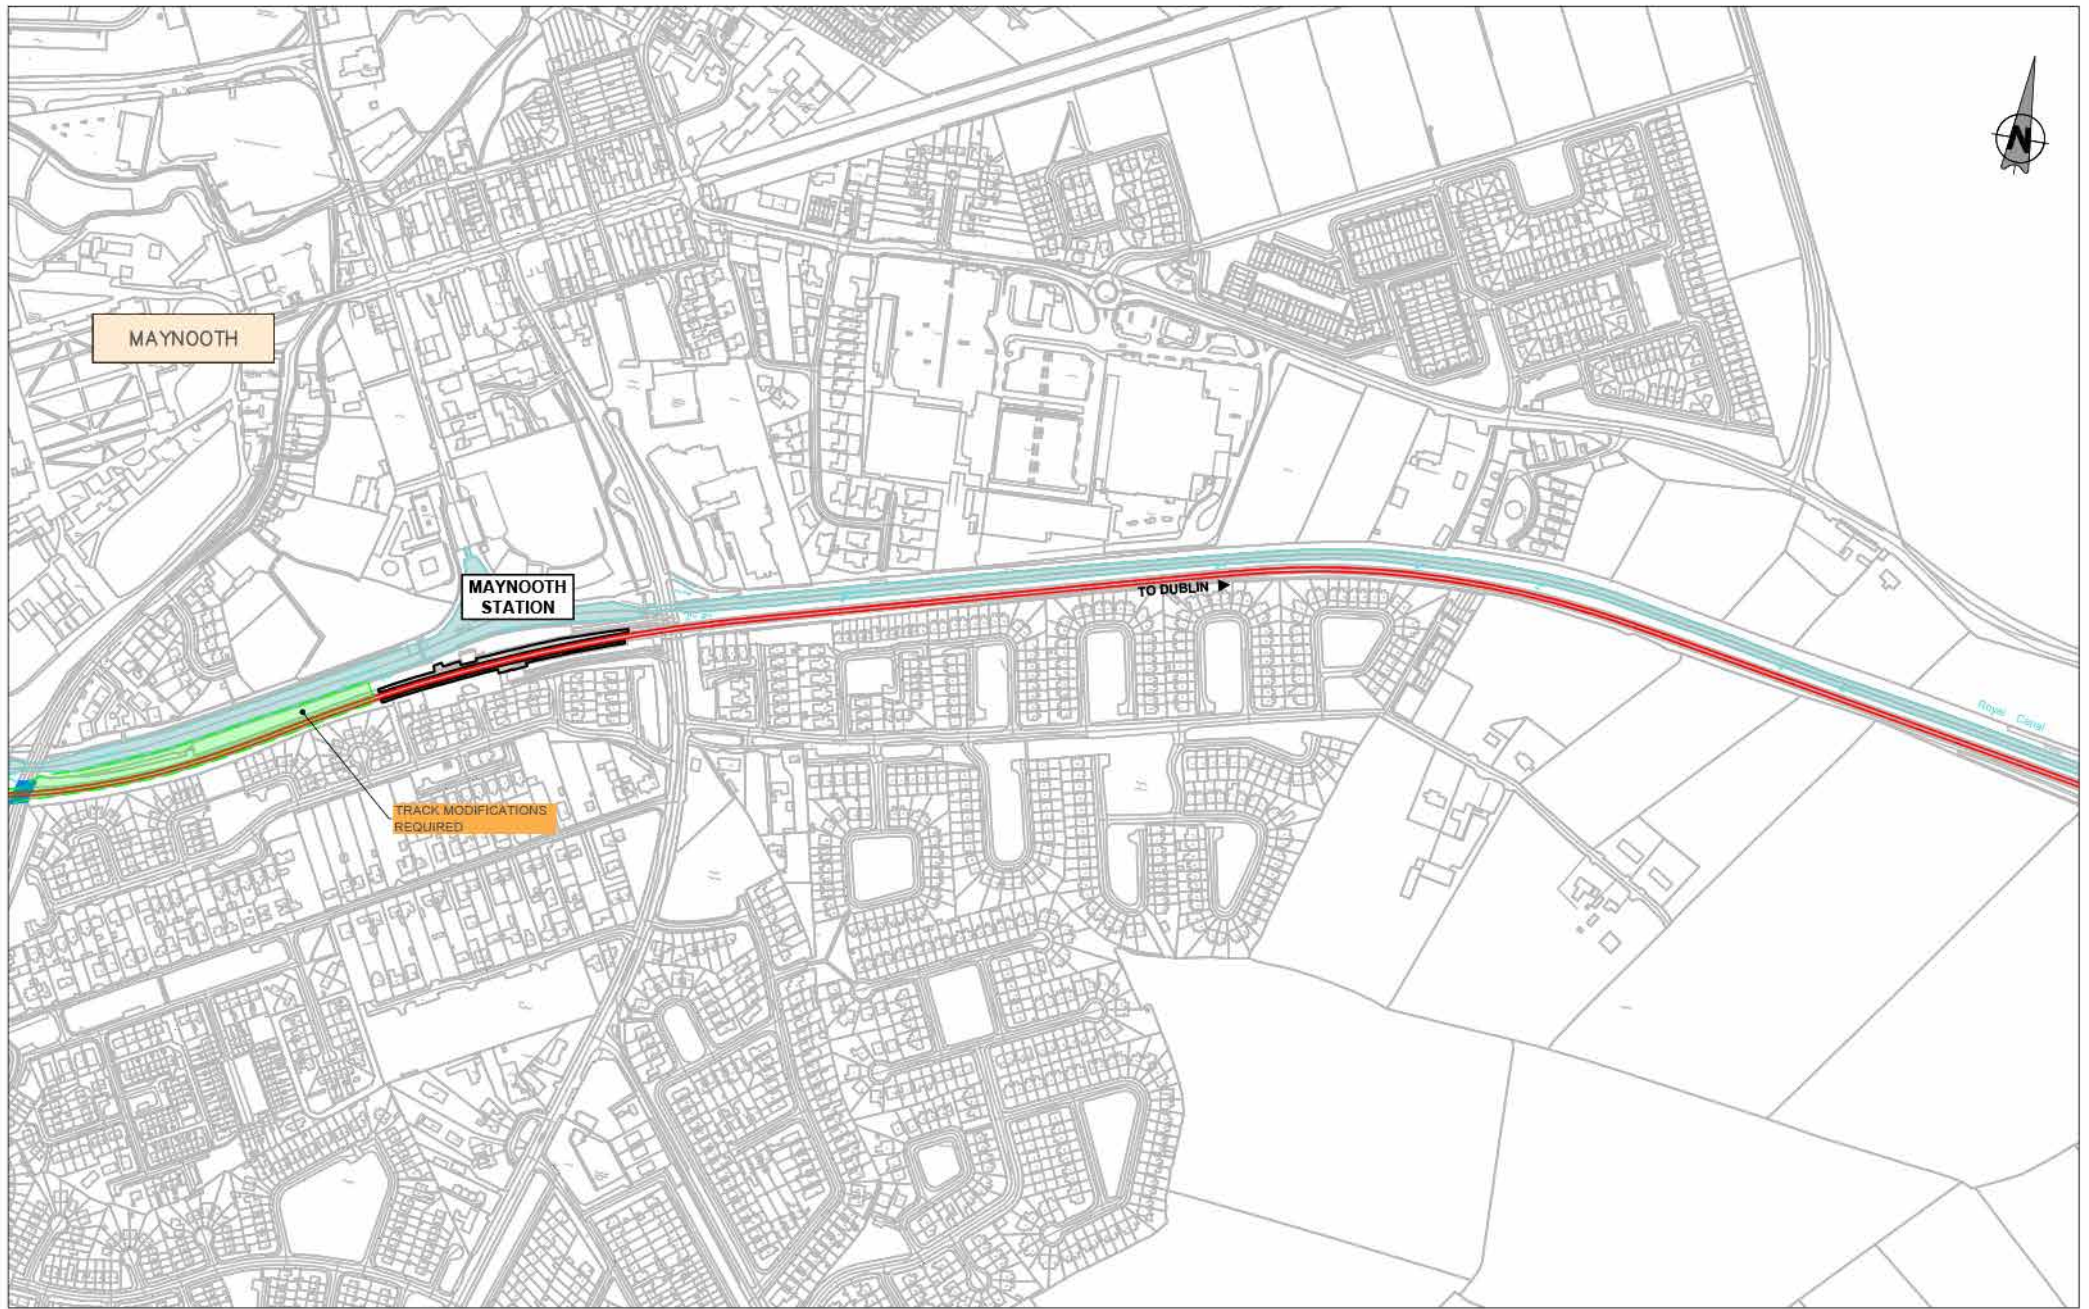 N
MAYNOOTH
MAYNOOTH
STATION
TO DUBLIN
Royal Canal
TRACK MODIFICATIONS
REQUIRED